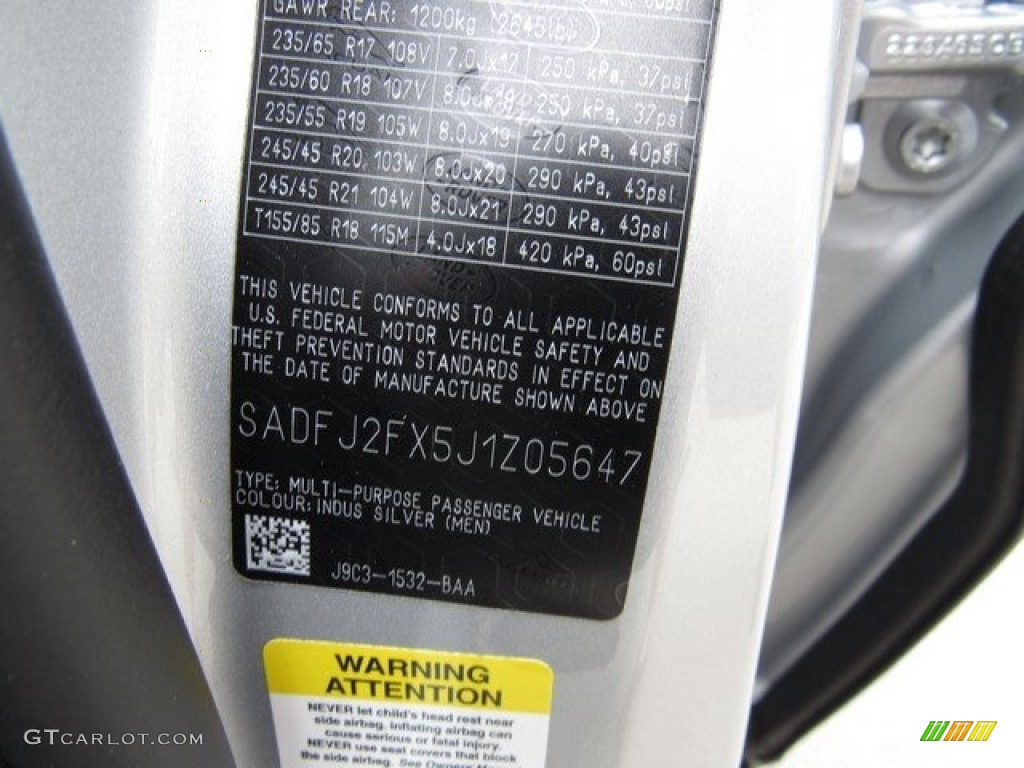 GAWR REAR: 1200kg 2645lbs
235/65 R17 108V 7.0Jx17 250 kPa, 37psi
235/60 R18 107V 8.0Jx18 250 kPa, 37psi
235/55 R19 105W 8.0Jx19 270 kPa, 40psi
245/45 R20 103W 8.0Jx20 290 kPa, 43psi
245/45 R21 104W 8.0Jx21 290 kPa, 43psi
T155/85 R18 115M 4.0Jx18 420 kPa, 60psi
THIS VEHICLE CONFORMS TO ALL APPLICABLE
U.S. FEDERAL MOTOR VEHICLE SAFETY AND
THEFT PREVENTION STANDARDS IN EFFECT ON
THE DATE OF MANUFACTURE SHOWN ABOVE
SADFJ2FX5J1Z05647
TYPE: MULTI-PURPOSE PASSENGER VEHICLE
COLOUR: INDUS SILVER (MEN)
J9C3-1532-BAA
WARNING
ATTENTION
NEVER let child's head rest near
side airbag. Inflating airbag can
cause serious or fatal injury.
NEVER use seat covers that block
the side airbag. See Owners
GTCARLOT.COM